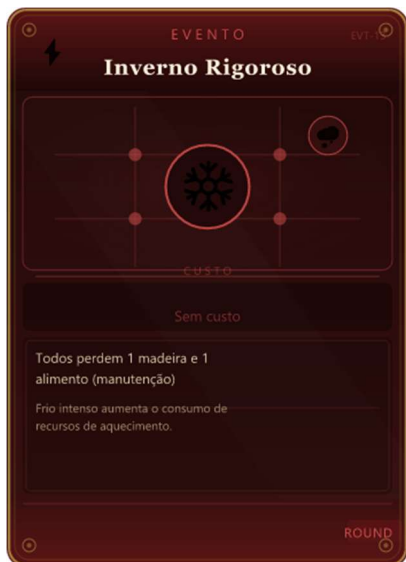 EVENTO
Inverno Rigoroso
CUSTO
Sem custo
Todos perdem 1 madeira e 1
alimento (manutenção)
Frio intenso aumenta o consumo de
recursos de aquecimento.
ROUND